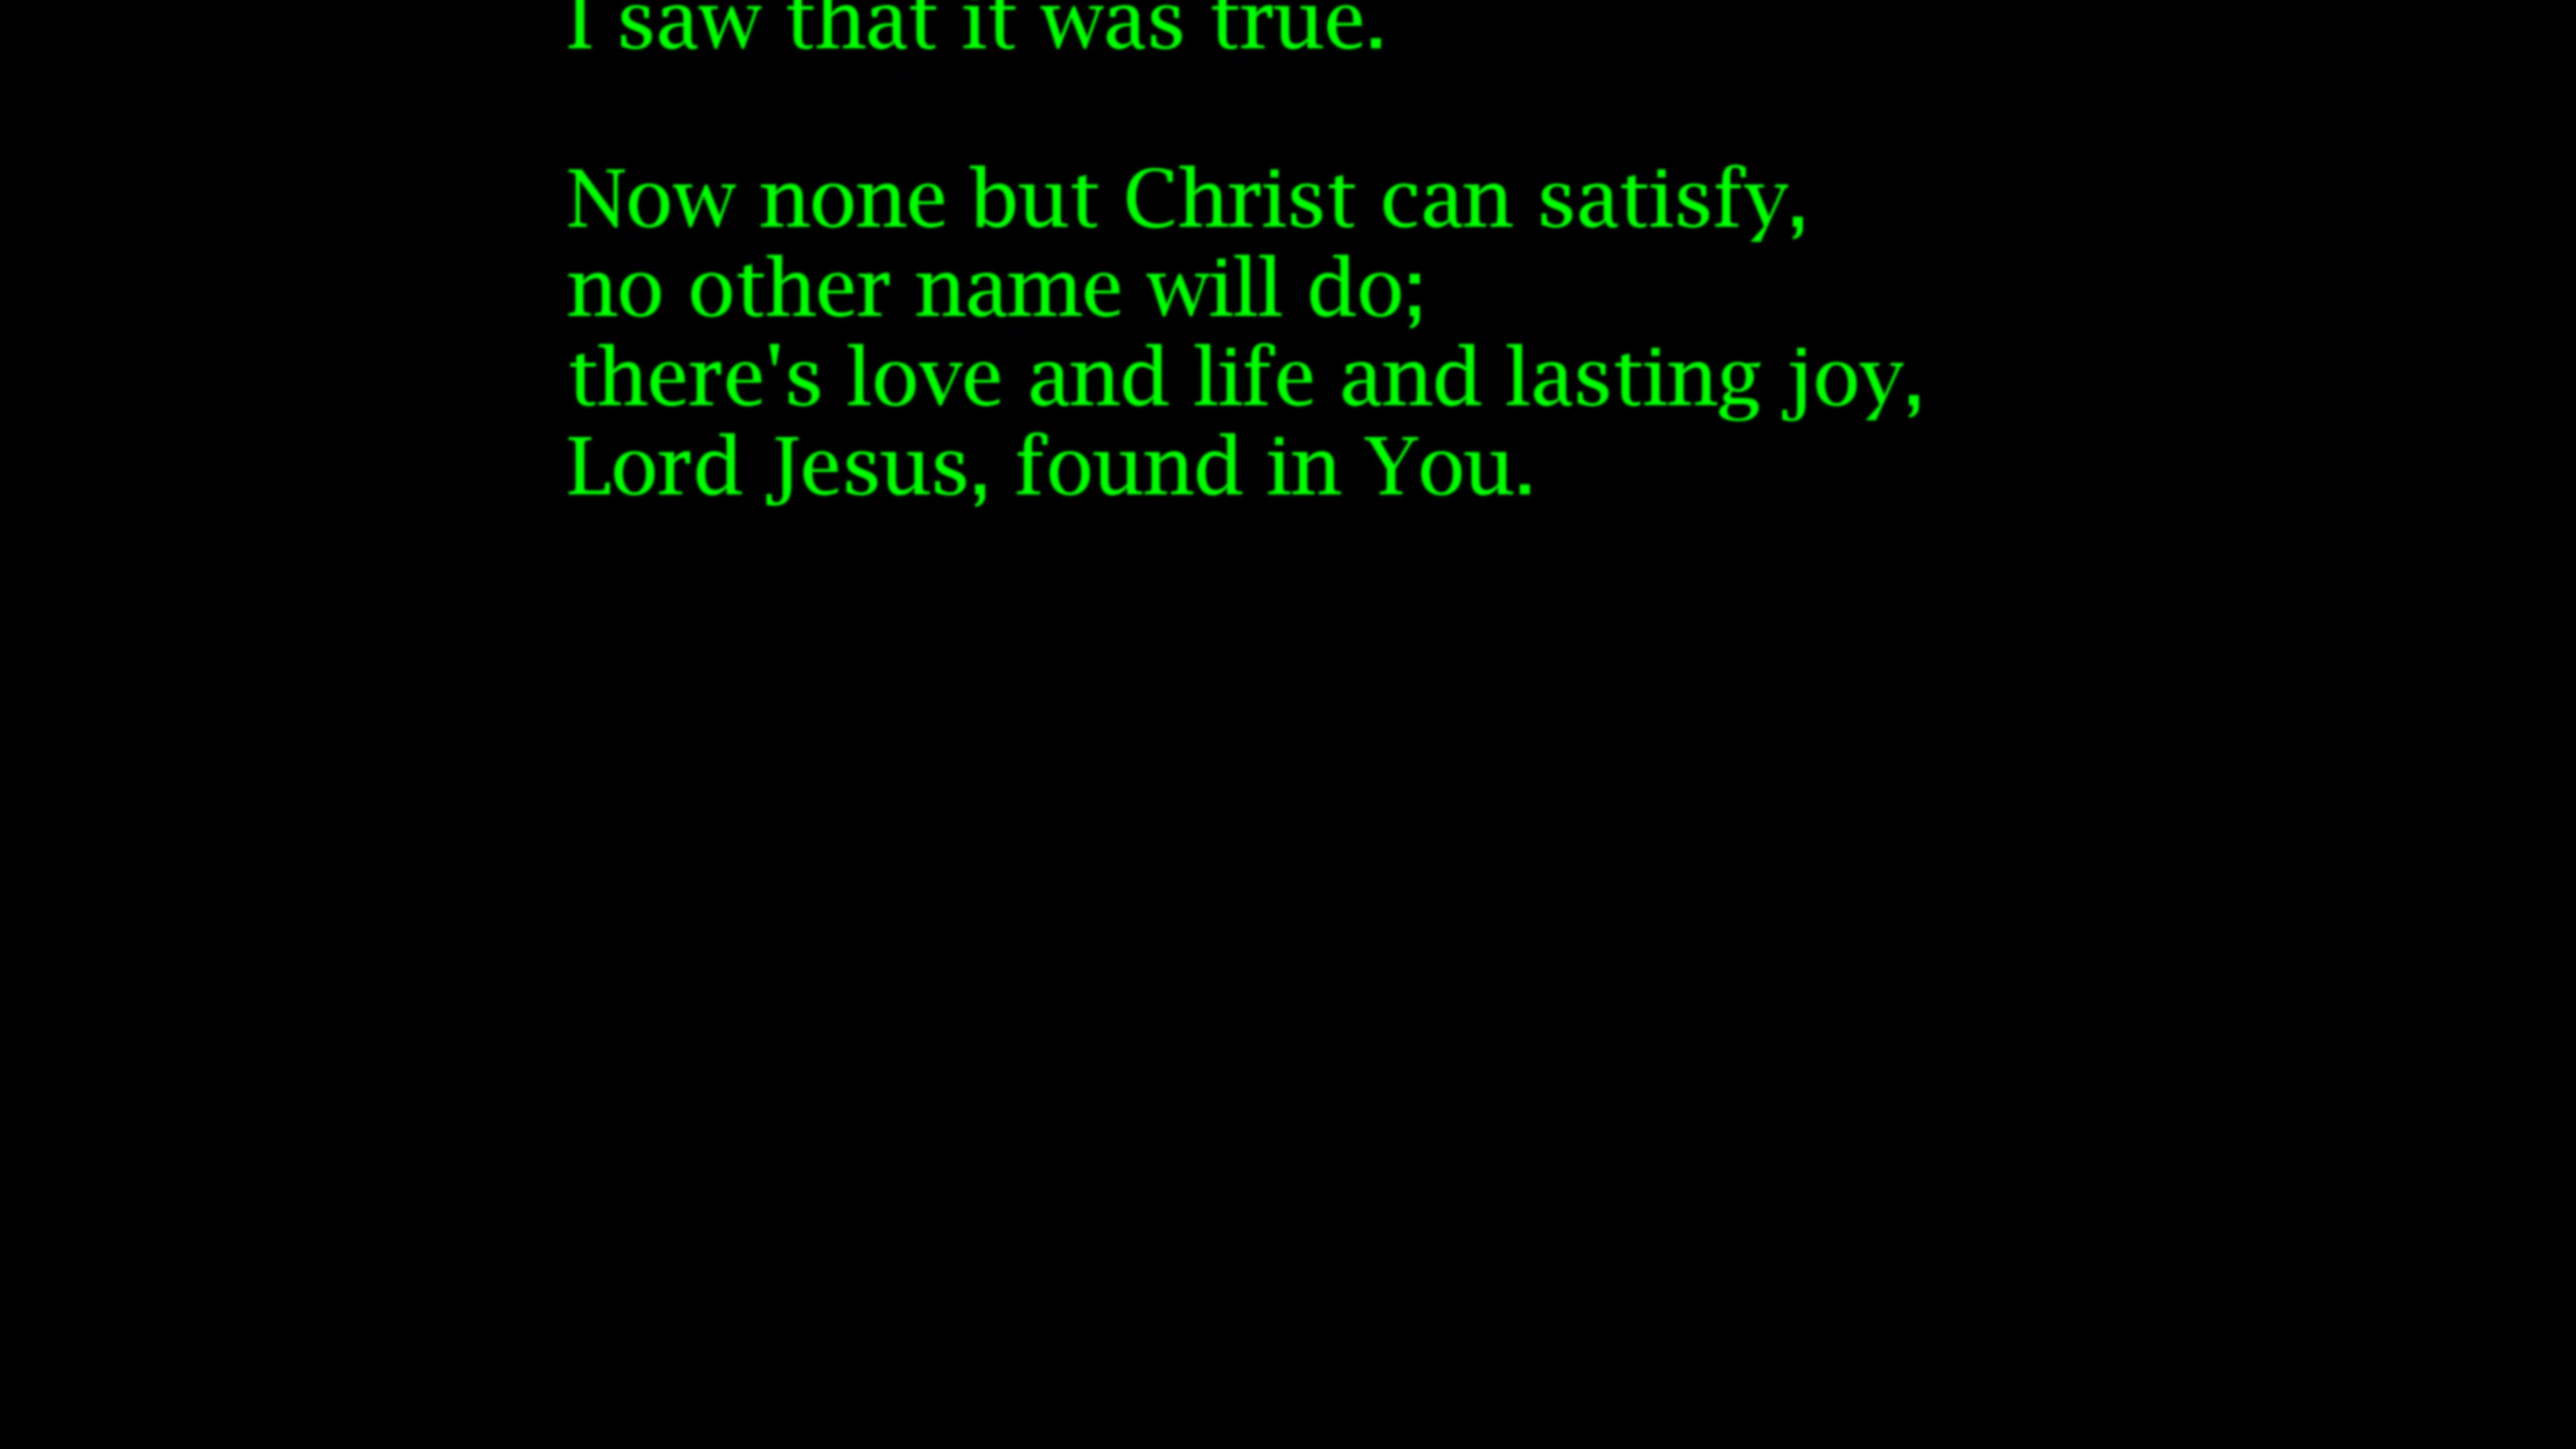 I saw that it was true.
Now none but Christ can satisfy,
no other name will do;
there's love and life and lasting joy,
Lord Jesus, found in You.